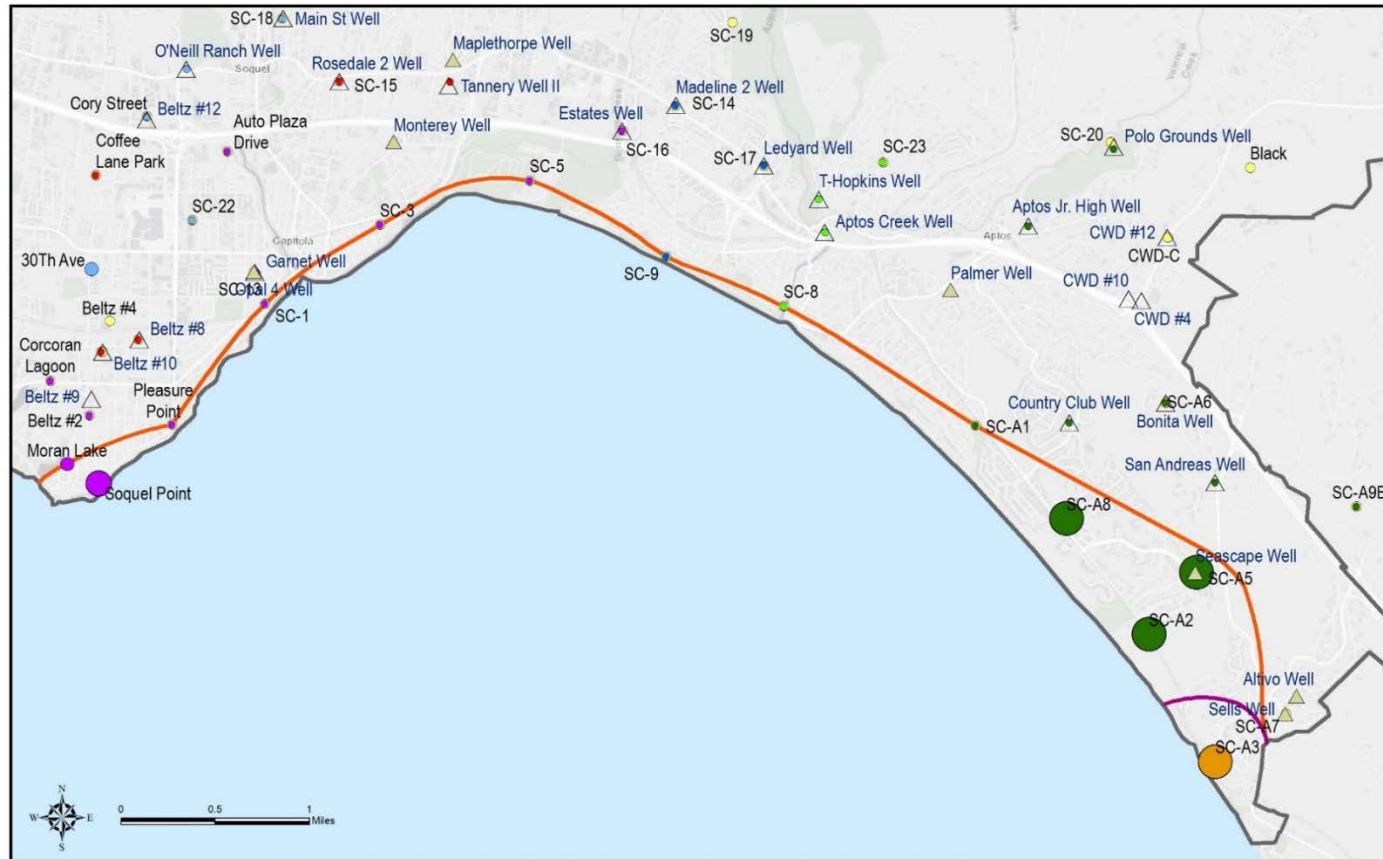 SC-18
Main St Well
SC-19
O'Neill Ranch Well
Maplethorpe Well
Soquel
Rosedale 2 Well
SC-15
Tannery Well II
Madeline 2 Well
SC-14
Cory Street
Beltz #12
Estates Well
SC-16
Coffee
Lane Park
Auto Plaza
Drive
Monterey Well
SC-20
Polo Grounds Well
SC-17
Ledyard Well
SC-23
Black
SC-5
T-Hopkins Well
SC-22
SC-3
Capitola
Aptos Creek Well
Aptos Jr. High Well
Aptos
CWD #12
CWD-C
30Th Ave
Garnet Well
SC-13
Opal 4 Well
SC-1
SC-9
SC-8
Palmer Well
CWD #10
CWD #4
Beltz #4
Beltz #8
Beltz #10
Corcoran
Lagoon
Beltz #9
Beltz #2
Pleasure
Point
Country Club Well
SC-A6
Bonita Well
SC-A1
Moran Lake
Soquel Point
San Andreas Well
SC-A8
Seascape Well
SC-A5
SC-A2
Altivo Well
Sells Well
SC-A7
SC-A3
N
W
E
S
0
0.5
1
Miles
Valencia
Creek